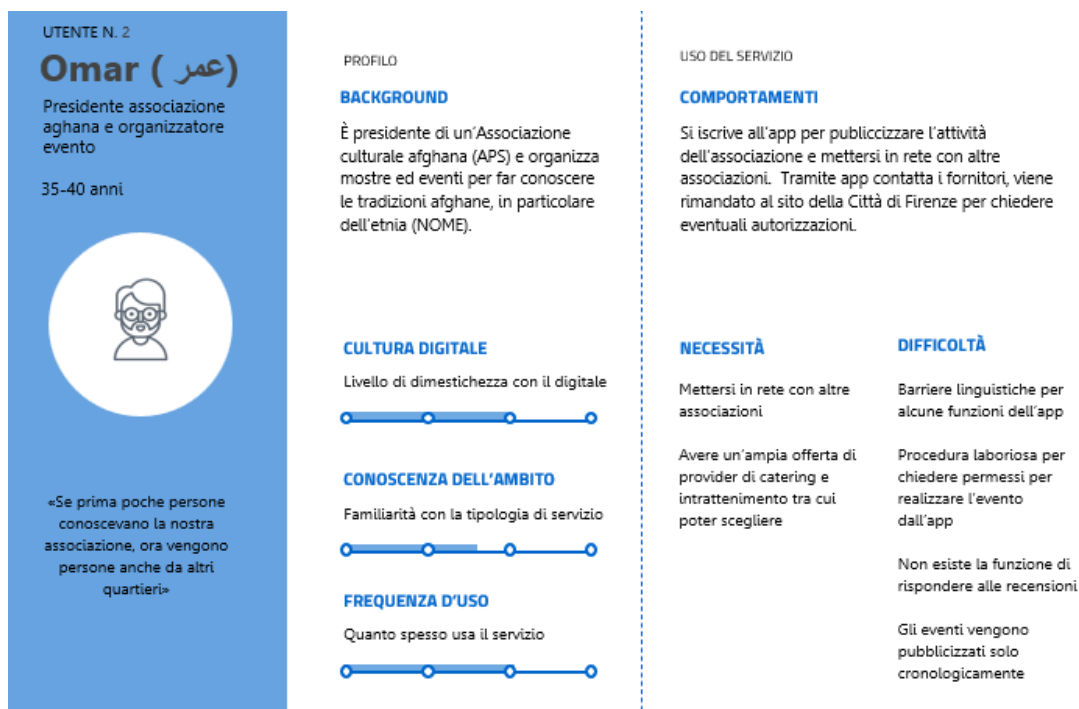 UTENTE N. 2
Omar ( عمر)
Presidente associazione
aghana e organizzatore
evento
35-40 anni
«Se prima poche persone
conoscevano la nostra
associazione, ora vengono
persone anche da altri
quartieri»
PROFILO
BACKGROUND
È presidente di un'Associazione
culturale afghana (APS) e organizza
mostre ed eventi per far conoscere
le tradizioni afghane, in particolare
dell'etnia (NOME).
CULTURA DIGITALE
Livello di dimestichezza con il digitale
CONOSCENZA DELL'AMBITO
Familiarità con la tipologia di servizio
FREQUENZA D'USO
Quanto spesso usa il servizio
USO DEL SERVIZIO
COMPORTAMENTI
Si iscrive all'app per publiccizzare l'attività
dell'associazione e mettersi in rete con altre
associazioni. Tramite app contatta i fornitori, viene
rimandato al sito della Città di Firenze per chiedere
eventuali autorizzazioni.
NECESSITÀ
Mettersi in rete con altre
associazioni
Avere un'ampia offerta di
provider di catering e
intrattenimento tra cui
poter scegliere
DIFFICOLTÀ
Barriere linguistiche per
alcune funzioni dell'app
Procedura laboriosa per
chiedere permessi per
realizzare l'evento
dall'app
Non esiste la funzione di
rispondere alle recensioni
Gli eventi vengono
pubblicizzati solo
cronologicamente